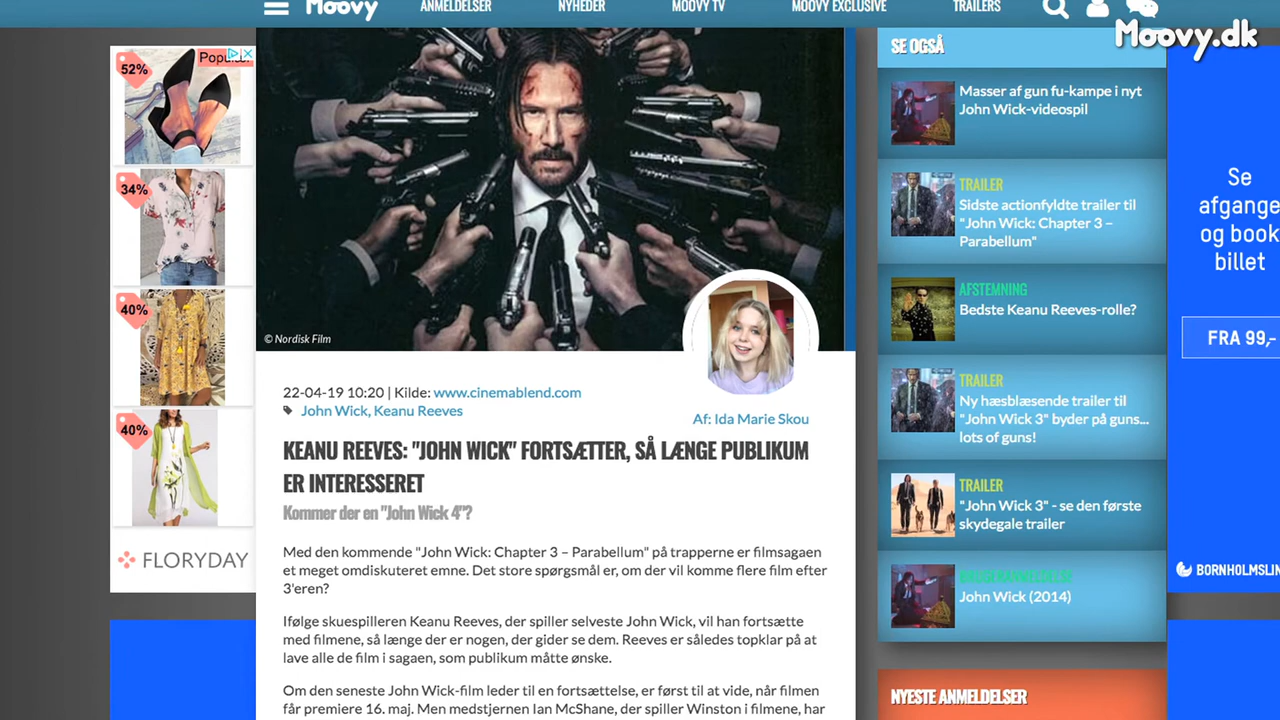 Moovy
ANMELDELSER
NYHEDER
MOOVY TV
MOOVY EXCLUSIVE
TRAILERS
Moovy.dk
52%
34%
40%
40%
FLORYDAY
© Nordisk Film
22-04-19 10:20 | Kilde: www.cinemablend.com
John Wick, Keanu Reeves
Af: Ida Marie Skou
KEANU REEVES: "JOHN WICK" FORTSÆTTER, SÅ LÆNGE PUBLIKUM
ER INTERESSERET
Kommer der en "John Wick 4"?
Med den kommende "John Wick: Chapter 3 – Parabellum" på trapperne er filmsagaen
et meget omdiskuteret emne. Det store spørgsmål er, om der vil komme flere film efter
3'eren?
Ifølge skuespilleren Keanu Reeves, der spiller selveste John Wick, vil han fortsætte
med filmene, så længe der er nogen, der gider se dem. Reeves er således topklar på at
lave alle de film i sagaen, som publikum måtte ønske.
Om den seneste John Wick-film leder til en fortsættelse, er først til at vide, når filmen
får premiere 16. maj. Men medstjernen Ian McShane, der spiller Winston i filmene, har
SE OGSÅ
Masser af gun fu-kampe i nyt
John Wick-videospil
TRAILER
Sidste actionfyldte trailer til
"John Wick: Chapter 3 –
Parabellum"
AFSTEMNING
Bedste Keanu Reeves-rolle?
TRAILER
Ny hæsblæsende trailer til
"John Wick 3" byder på guns...
lots of guns!
TRAILER
"John Wick 3" - se den første
skydegale trailer
BRUGERANMELDELSE
John Wick (2014)
NYESTE ANMELDELSER
Se
afgange
og book
billet
FRA 99,-
BORNHOLMSLIN